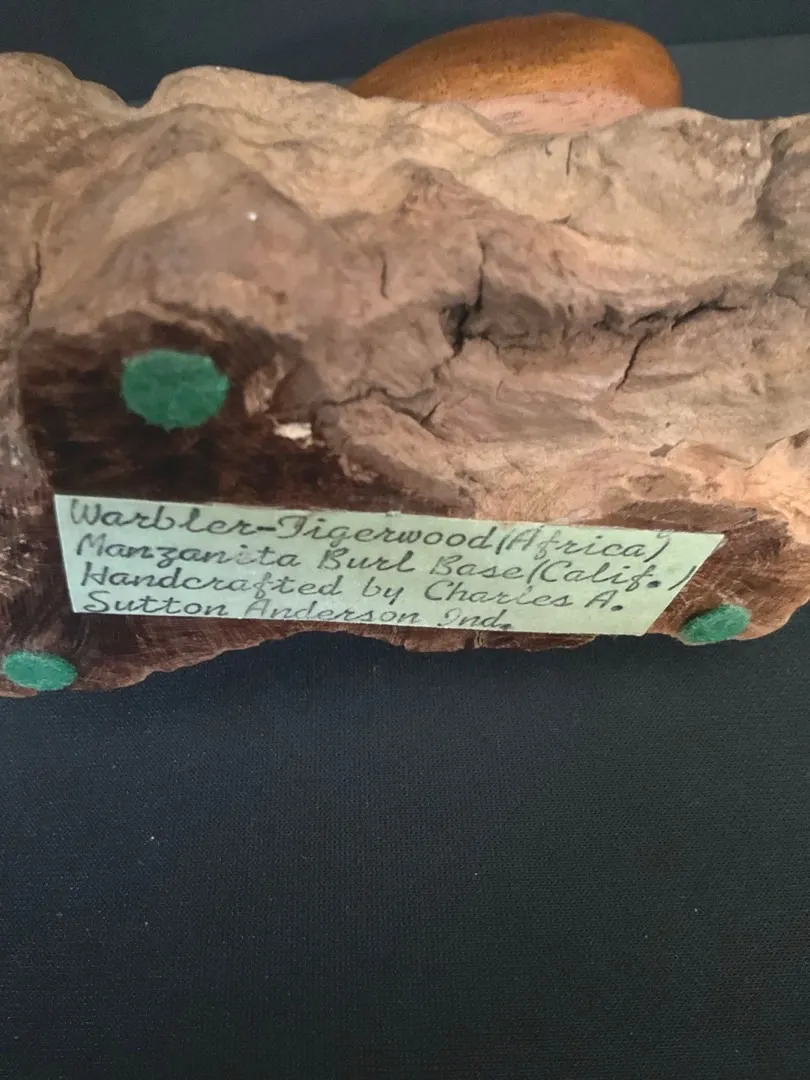 Warbler-Tigerwood (Africa)
Manzanita Burl Base (Calif.)
Handcrafted by Charles A.
Sutton Anderson Ind.